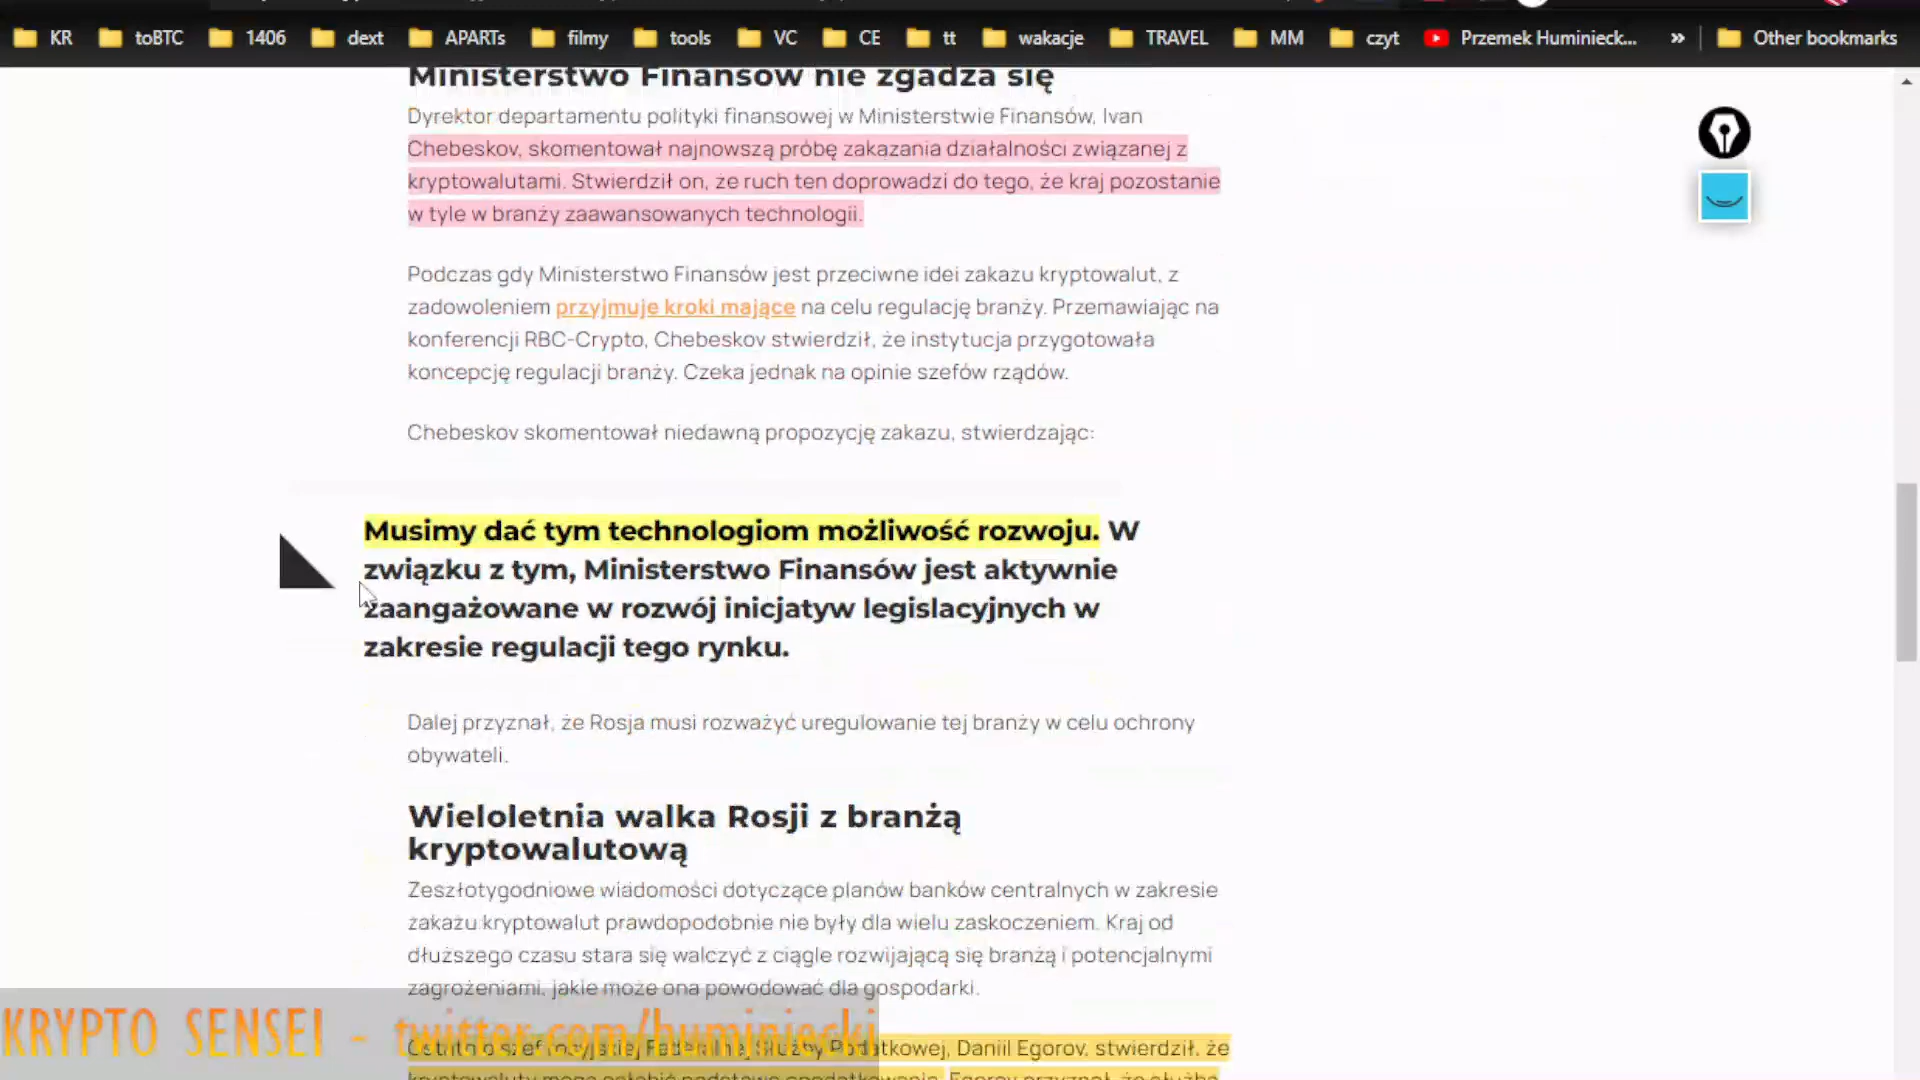 KR toBTC 1406 dext APARTs filmy tools VC CE tt wakacje TRAVEL MM czyt Przemek Huminieck... » Other bookmarks
Ministerstwo Finansów nie zgadza się
Dyrektor departamentu polityki finansowej w Ministerstwie Finansów, Ivan
Chebeskov, skomentował najnowszą próbę zakazania działalności związanej z
kryptowalutami. Stwierdził on, że ruch ten doprowadzi do tego, że kraj pozostanie
w tyle w branży zaawansowanych technologii.
Podczas gdy Ministerstwo Finansów jest przeciwne idei zakazu kryptowalut, z
zadowoleniem przyjmuje kroki mające na celu regulację branży. Przemawiając na
konferencji RBC-Crypto, Chebeskov stwierdził, że instytucja przygotowała
koncepcję regulacji branży. Czeka jednak na opinie szefów rządów.
Chebeskov skomentował niedawną propozycję zakazu, stwierdzając:
Musimy dać tym technologiom możliwość rozwoju. W
związku z tym, Ministerstwo Finansów jest aktywnie
zaangażowane w rozwój inicjatyw legislacyjnych w
zakresie regulacji tego rynku.
Dalej przyznał, że Rosja musi rozważyć uregulowanie tej branży w celu ochrony
obywateli.
Wieloletnia walka Rosji z branżą
kryptowalutową
Zeszłotygodniowe wiadomości dotyczące planów banków centralnych w zakresie
zakazu kryptowalut prawdopodobnie nie były dla wielu zaskoczeniem. Kraj od
dłuższego czasu stara się walczyć z ciągle rozwijającą się branżą i potencjalnymi
zagrożeniami, jakie może ona powodować dla gospodarki.
KRYPTO SENSEI - twitter.com/huminiecki
Ostatnio szef rosyjskiej Federalnej Służby Podatkowej, Daniil Egorov, stwierdził, że